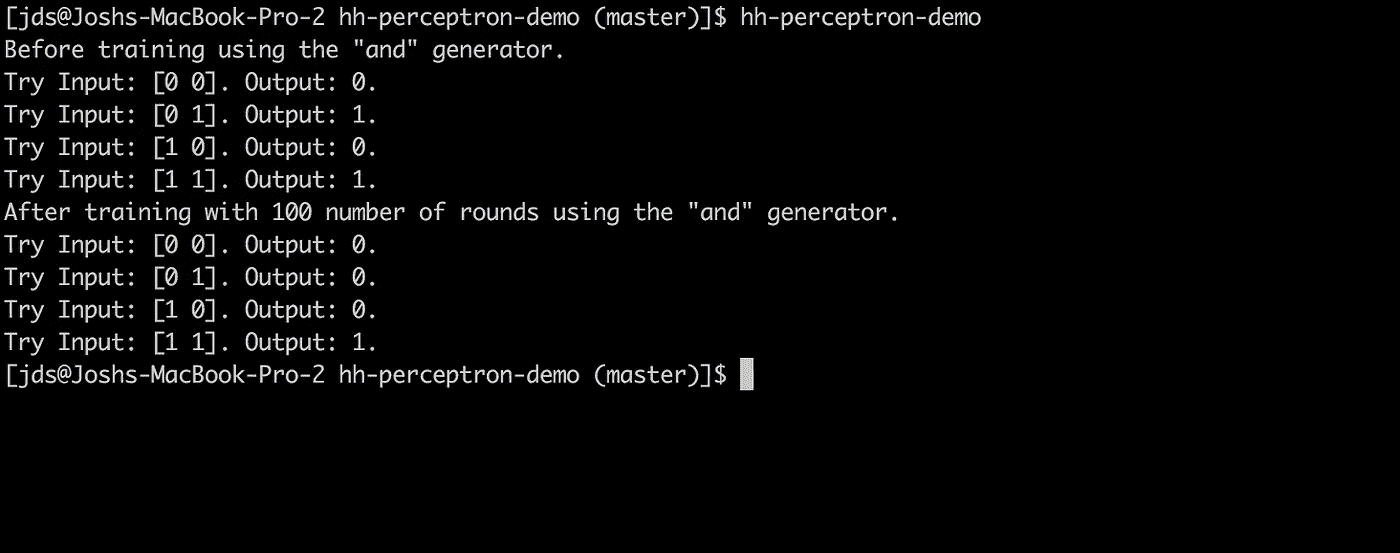 [jds@Joshs-MacBook-Pro-2 hh-perceptron-demo (master)]$ hh-perceptron-demo
Before training using the "and" generator.
Try Input: [0 0]. Output: 0.
Try Input: [0 1]. Output: 1.
Try Input: [1 0]. Output: 0.
Try Input: [1 1]. Output: 1.
After training with 100 number of rounds using the "and" generator.
Try Input: [0 0]. Output: 0.
Try Input: [0 1]. Output: 0.
Try Input: [1 0]. Output: 0.
Try Input: [1 1]. Output: 1.
[jds@Joshs-MacBook-Pro-2 hh-perceptron-demo (master)]$